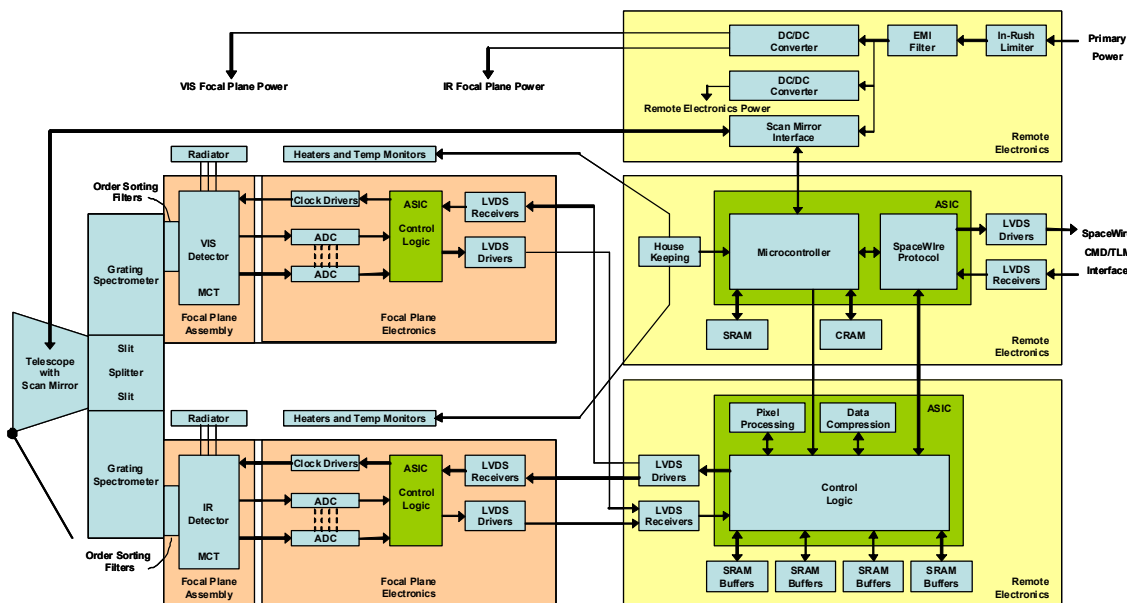 DC/DC
Converter
EMI
Filter
In-Rush
Limiter
Primary
Power
VIS Focal Plane Power
IR Focal Plane Power
DC/DC
Converter
Remote Electronics Power
Scan Mirror
Interface
Remote
Electronics
Radiator
Heaters and Temp Monitors
Order Sorting
Filters
VIS
Detector
MCT
Clock Drivers
ADC
ADC
ASIC
Control
Logic
LVDS
Receivers
LVDS
Drivers
Focal Plane
Assembly
Focal Plane
Electronics
House
Keeping
ASIC
Microcontroller
SpaceWire
Protocol
LVDS
Drivers
LVDS
Receivers
SpaceWire
CMD/TLM
Interface
SRAM
CRAM
Remote
Electronics
Grating
Spectrometer
Slit
Splitter
Slit
Telescope
with
Scan Mirror
Grating
Spectrometer
Radiator
Heaters and Temp Monitors
IR
Detector
MCT
Order Sorting
Filters
Clock Drivers
ADC
ADC
ASIC
Control
Logic
LVDS
Receivers
LVDS
Drivers
Focal Plane
Assembly
Focal Plane
Electronics
LVDS
Drivers
LVDS
Receivers
Pixel
Processing
Data
Compression
ASIC
Control
Logic
SRAM
Buffers
SRAM
Buffers
SRAM
Buffers
SRAM
Buffers
Remote
Electronics